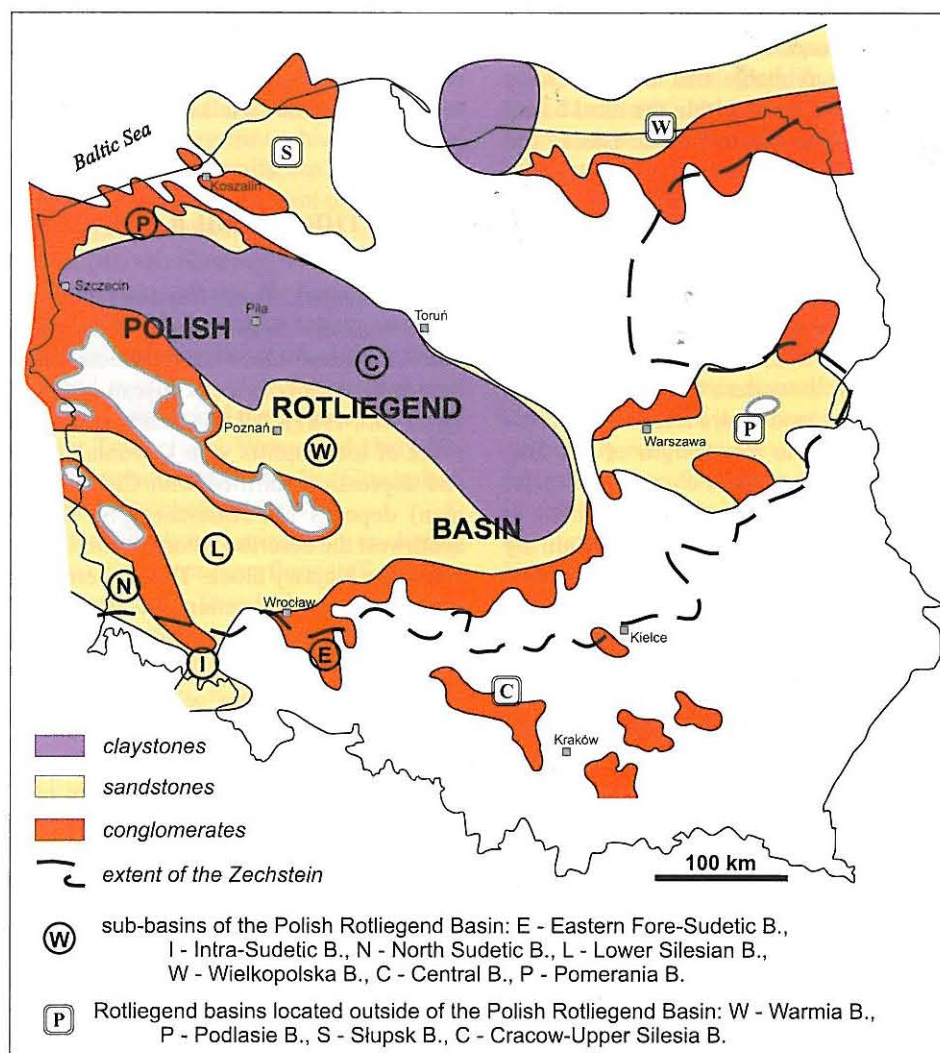 Baltic Sea
W
S
Koszalin
P
Szczecin
Piła
Toruń
POLISH
C
ROTLIEGEND
Poznań
W
Warszawa
P
BASIN
L
N
Wrocław
Kielce
E
I
C
Kraków
claystones
sandstones
conglomerates
extent of the Zechstein
100 km
W sub-basins of the Polish Rotliegend Basin: E - Eastern Fore-Sudetic B.,
I - Intra-Sudetic B., N - North Sudetic B., L - Lower Silesian B.,
W - Wielkopolska B., C - Central B., P - Pomerania B.
P Rotliegend basins located outside of the Polish Rotliegend Basin: W - Warmia B.,
P - Podlasie B., S - Słupsk B., C - Cracow-Upper Silesia B.